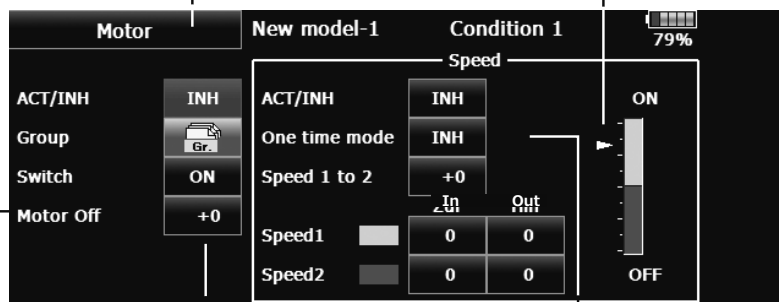 Motor New model-1 Condition 1 79%
Speed
ACT/INH INH ACT/INH INH ON
Group Gr. One time mode INH
Switch ON Speed 1 to 2 +0
Motor Off +0 In Out
Speed1 0 0
Speed2 0 0 OFF